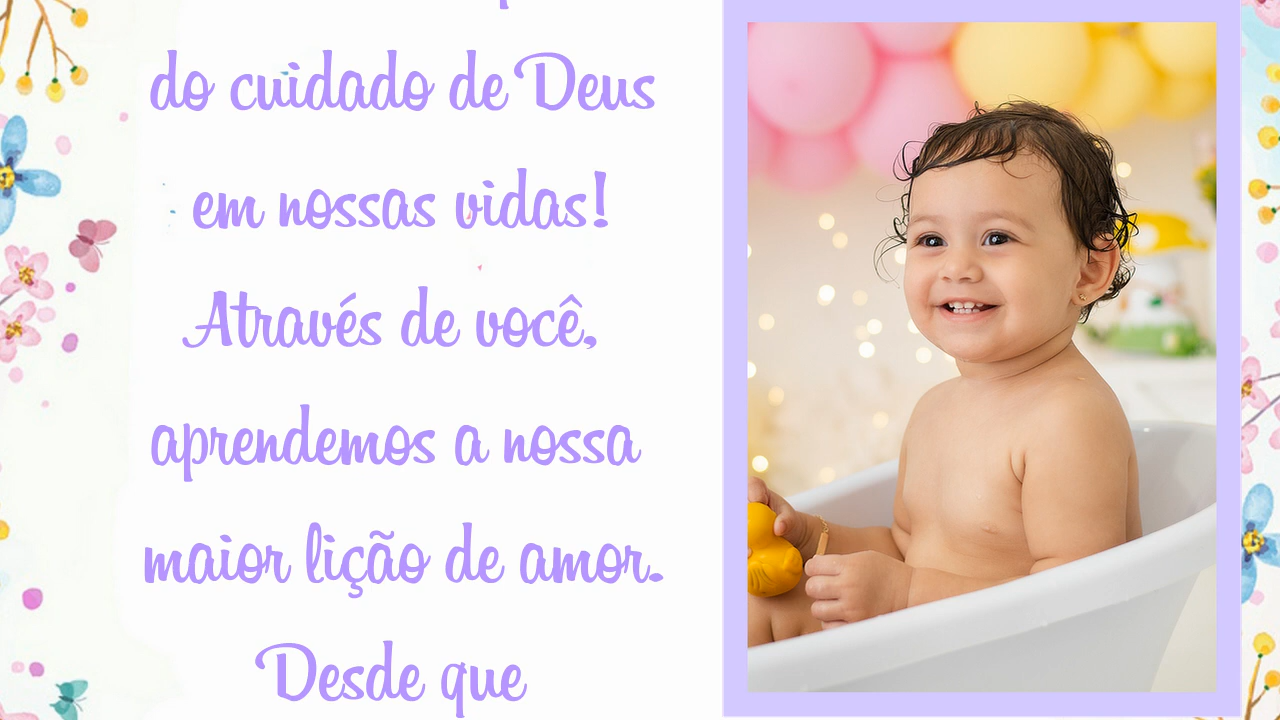 do cuidado de Deus
em nossas vidas!
Através de você,
aprendemos a nossa
maior lição de amor.
Desde que